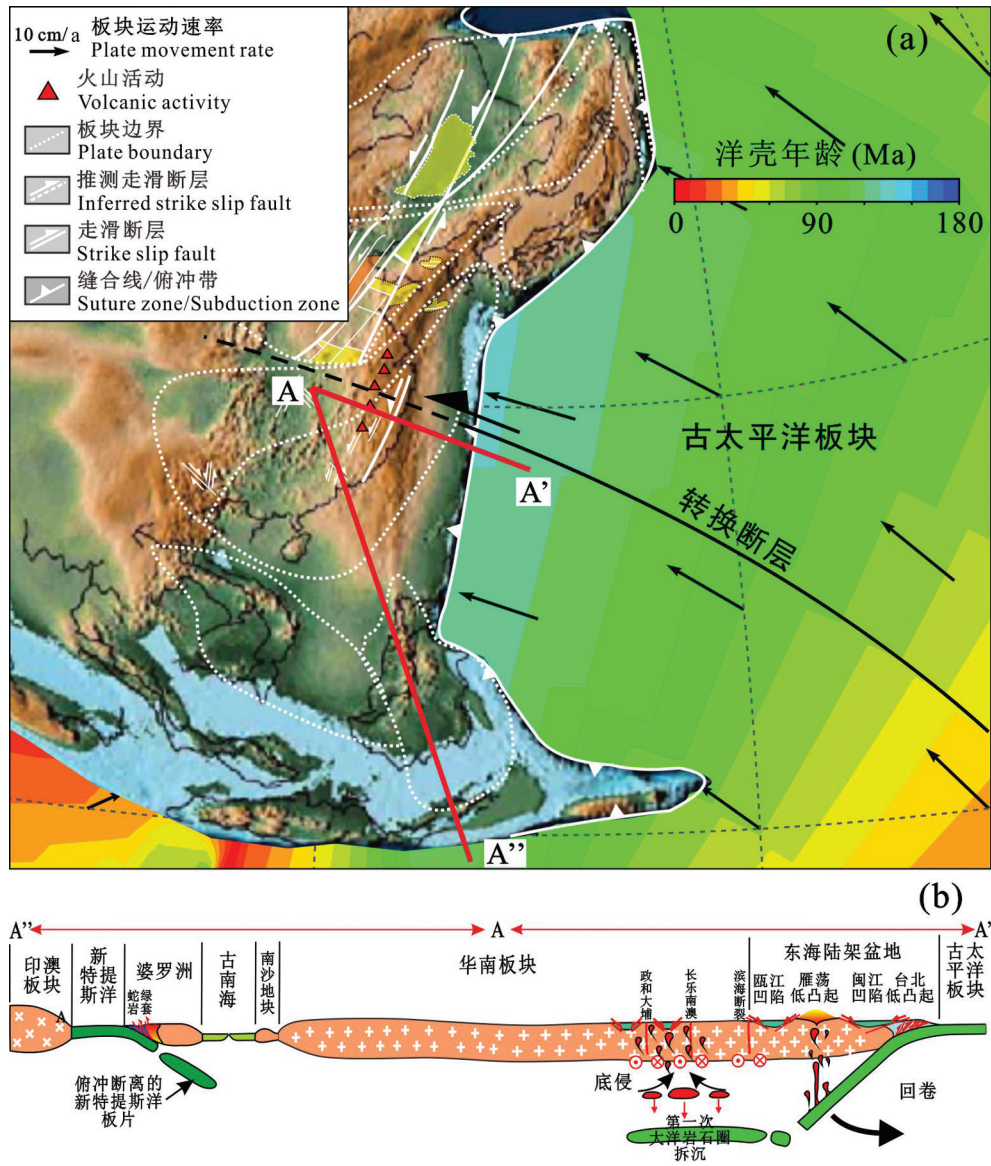 10 cm/a 板块运动速率
Plate movement rate
火山活动
Volcanic activity
板块边界
Plate boundary
推测走滑断层
Inferred strike slip fault
走滑断层
Strike slip fault
缝合线/俯冲带
Suture zone/Subduction zone
(a)
洋壳年龄 (Ma)
0 90 180
古太平洋板块
转换断层
A
A'
A''
(b)
A'' A A'
印澳板块
新特提斯洋
婆罗洲
古南海
南沙地块
华南板块
东海陆架盆地
古太平洋板块
蛇绿岩套
政和大埔
长乐南澳
滨海断裂
瓯江凹陷
雁荡低凸起
闽江凹陷
台北低凸起
A
俯冲断离的
新特提斯洋
板片
底侵
第一次
大洋岩石圈
拆沉
回卷